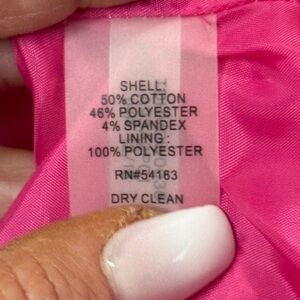 SHELL:
50% COTTON
46% POLYESTER
4% SPANDEX
LINING :
100% POLYESTER
RN#54163
DRY CLEAN